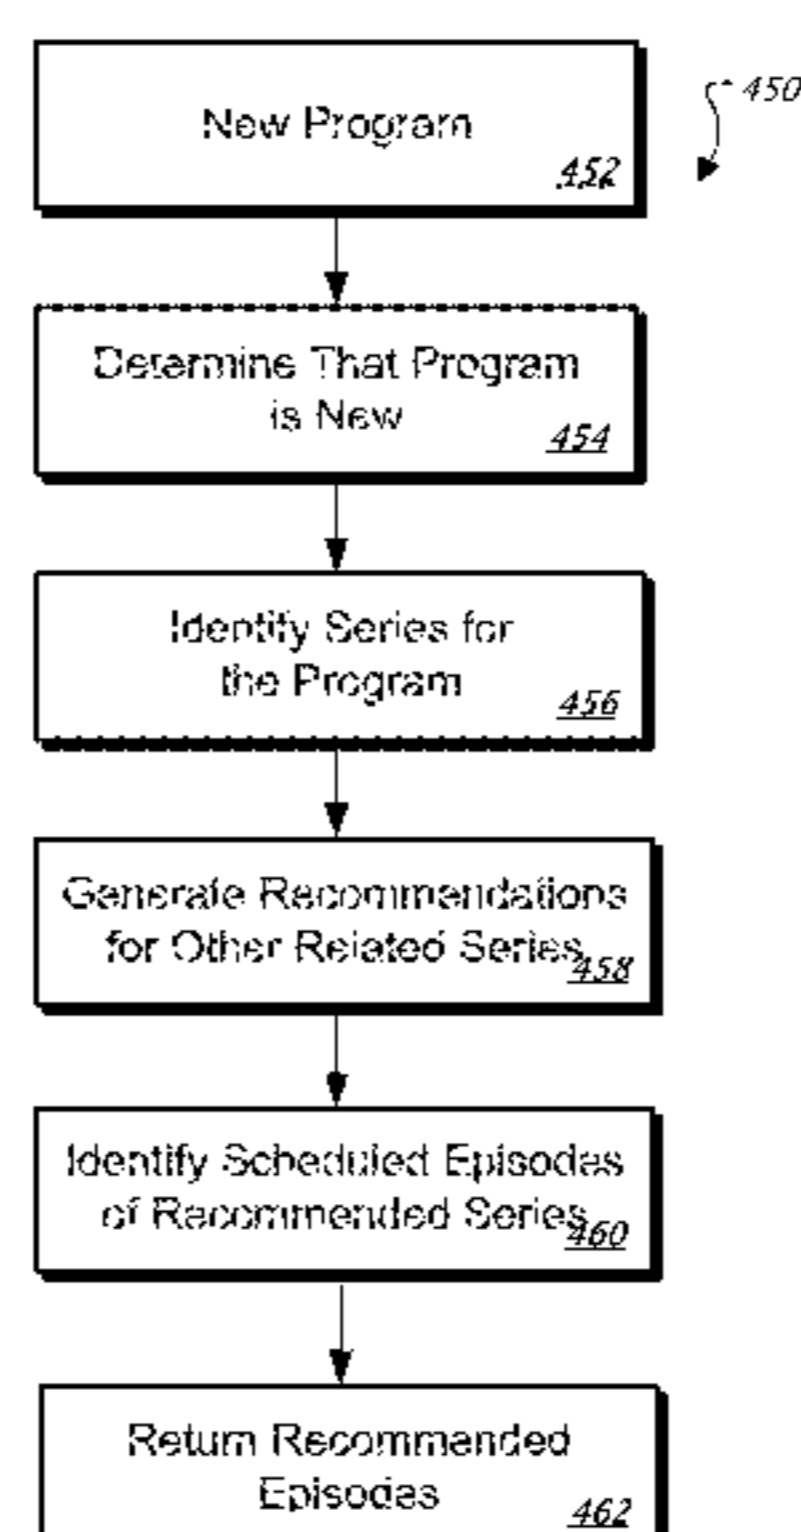 New Program
452
450
Determine That Program
is New
454
Identify Series for
the Program
456
Generate Recommendations
for Other Related Series
458
Identify Scheduled Episodes
of Recommended Series
460
Return Recommended
Episodes
462